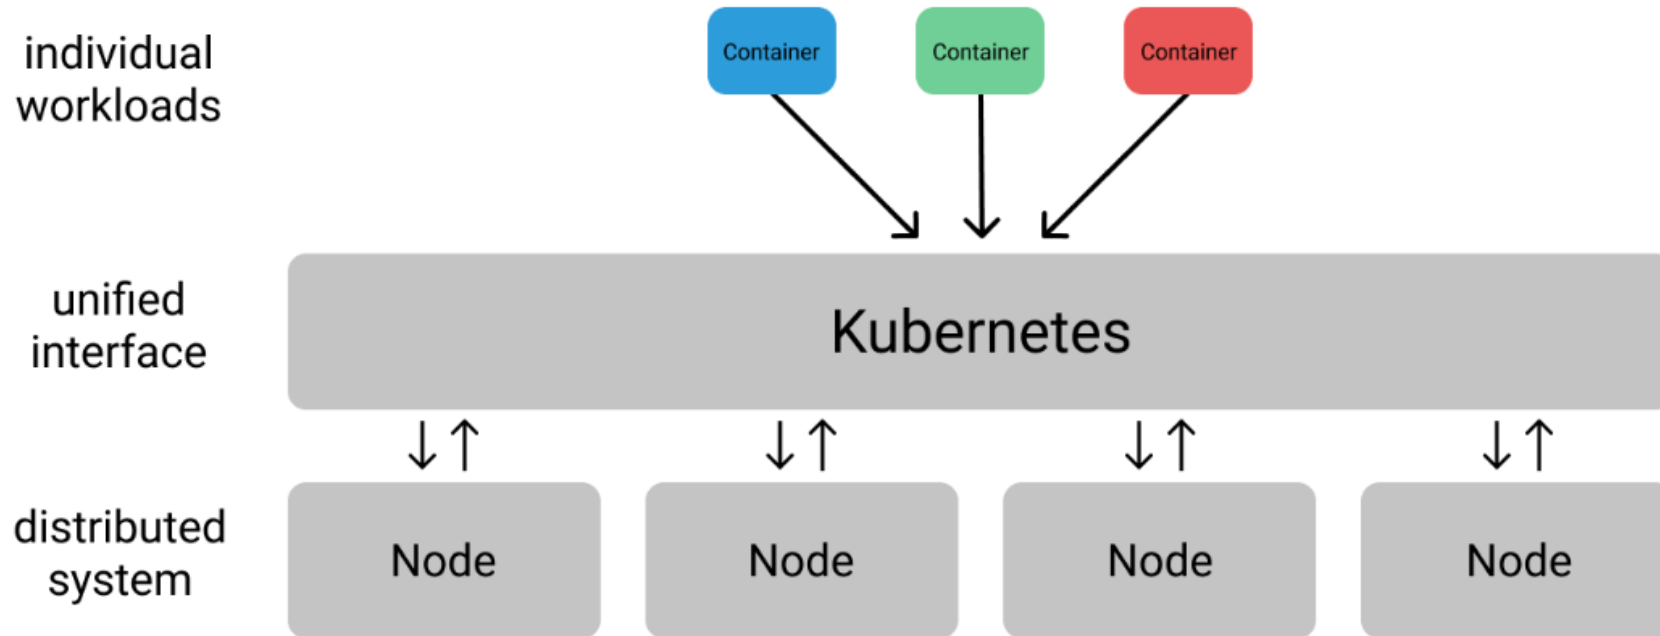 individual
workloads
Container
Container
Container
unified
interface
Kubernetes
distributed
system
Node
Node
Node
Node